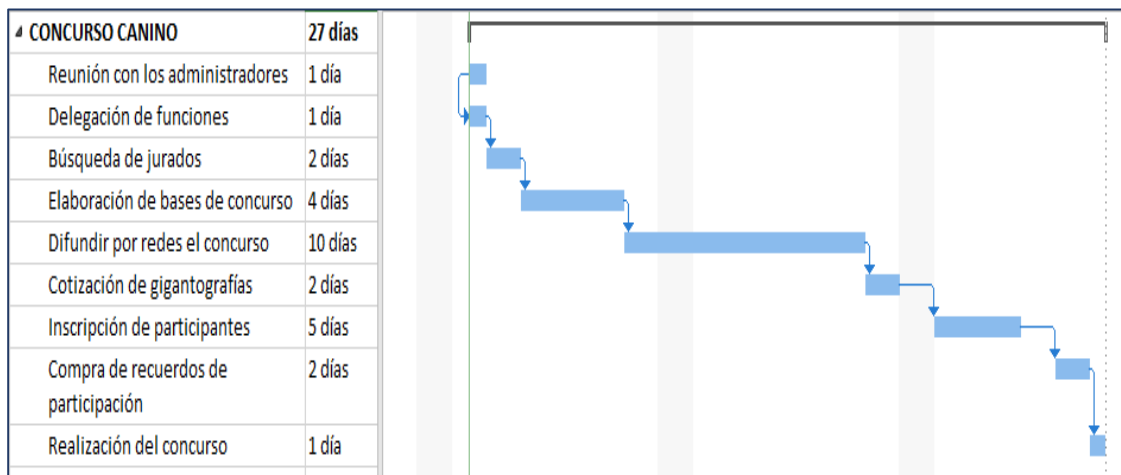 CONCURSO CANINO 27 días
Reunión con los administradores 1 día
Delegación de funciones 1 día
Búsqueda de jurados 2 días
Elaboración de bases de concurso 4 días
Difundir por redes el concurso 10 días
Cotización de gigantografías 2 días
Inscripción de participantes 5 días
Compra de recuerdos de 2 días
participación
Realización del concurso 1 día